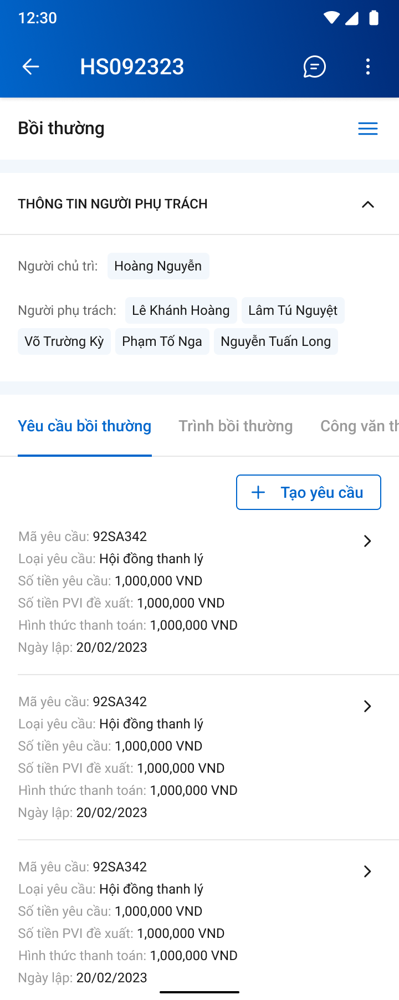 12:30
HS092323
Bồi thường
THÔNG TIN NGƯỜI PHỤ TRÁCH
Người chủ trì: Hoàng Nguyễn
Người phụ trách: Lê Khánh Hoàng Lâm Tú Nguyệt
Võ Trường Kỳ Phạm Tố Nga Nguyễn Tuấn Long
Yêu cầu bồi thường Trình bồi thường Công văn th
Tạo yêu cầu
Mã yêu cầu: 92SA342
Loại yêu cầu: Hội đồng thanh lý
Số tiền yêu cầu: 1,000,000 VND
Số tiền PVI đề xuất: 1,000,000 VND
Hình thức thanh toán: 1,000,000 VND
Ngày lập: 20/02/2023
Mã yêu cầu: 92SA342
Loại yêu cầu: Hội đồng thanh lý
Số tiền yêu cầu: 1,000,000 VND
Số tiền PVI đề xuất: 1,000,000 VND
Hình thức thanh toán: 1,000,000 VND
Ngày lập: 20/02/2023
Mã yêu cầu: 92SA342
Loại yêu cầu: Hội đồng thanh lý
Số tiền yêu cầu: 1,000,000 VND
Số tiền PVI đề xuất: 1,000,000 VND
Hình thức thanh toán: 1,000,000 VND
Ngày lập: 20/02/2023